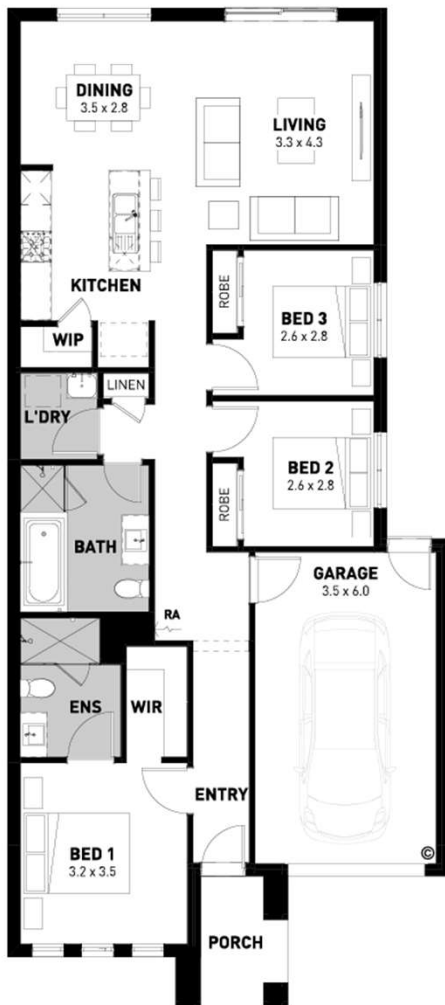 DINING
3.5 x 2.8
LIVING
3.3 x 4.3
KITCHEN
ROBE
BED 3
2.6 x 2.8
WIP
LINEN
L'DRY
BED 2
2.6 x 2.8
ROBE
BATH
GARAGE
3.5 x 6.0
RA
ENS
WIR
ENTRY
BED 1
3.2 x 3.5
©
PORCH